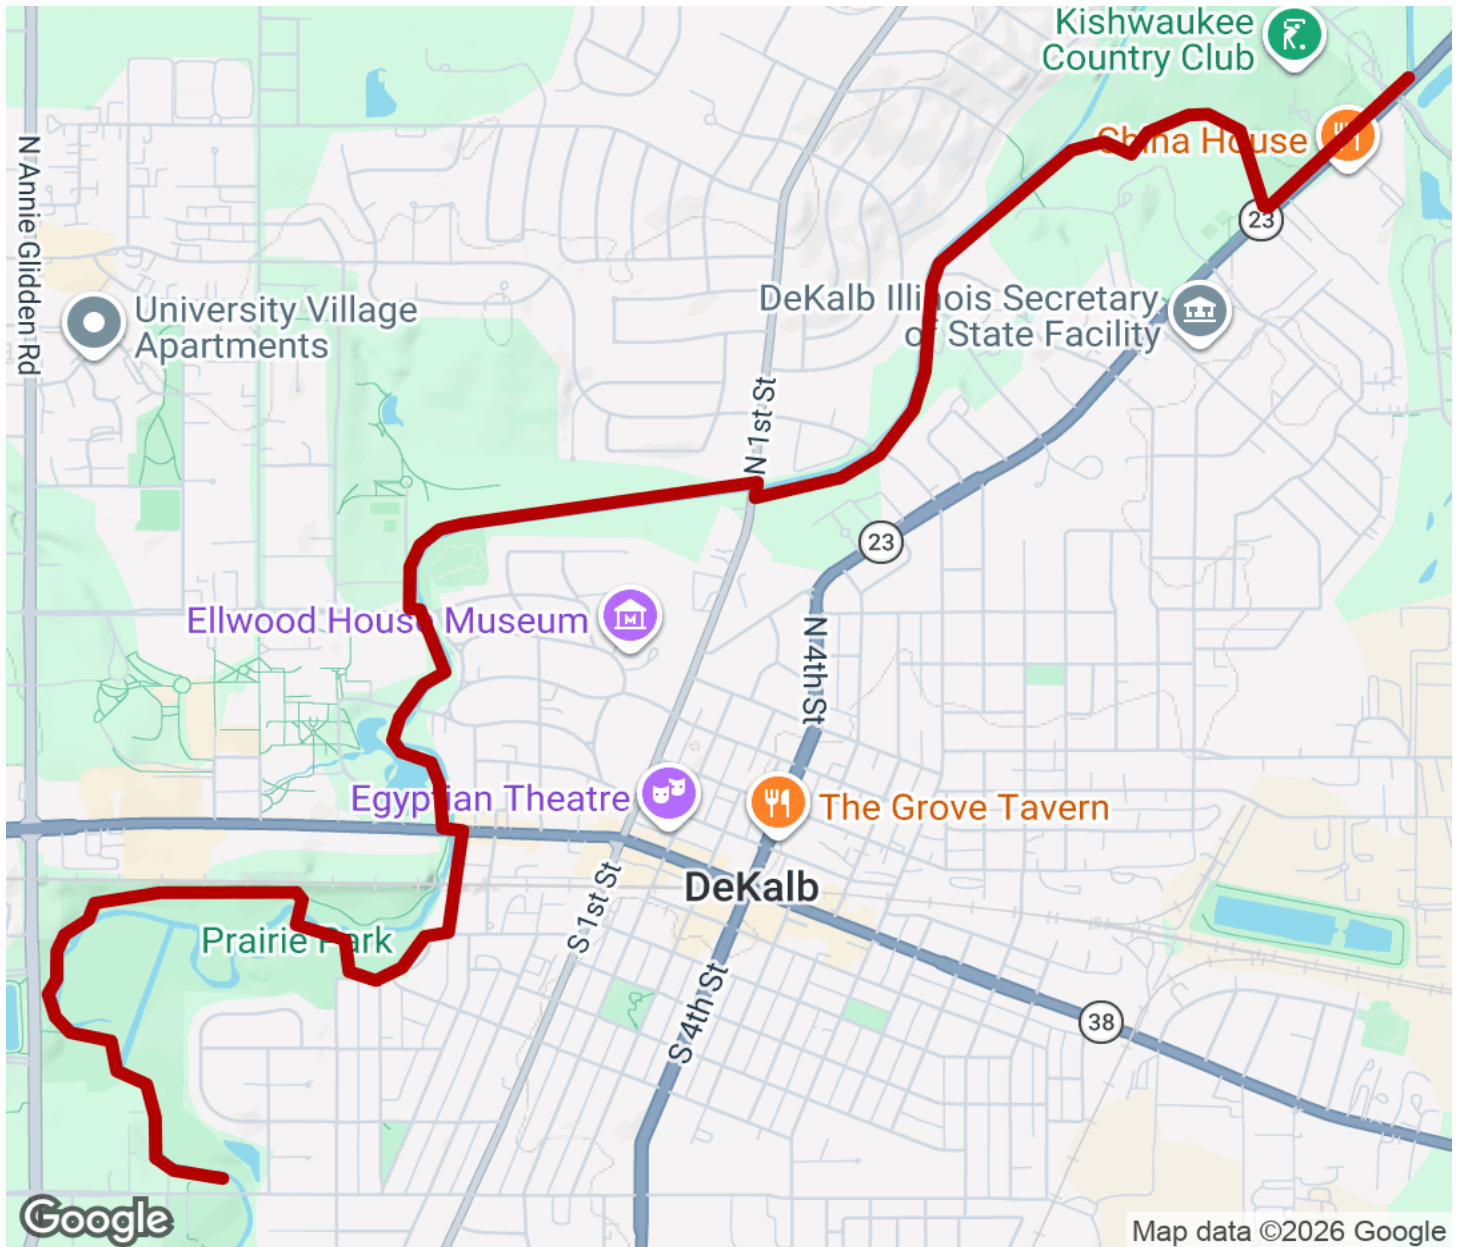 Kishwaukee
Country Club
China House
23
N Annie Glidden Rd
University Village
Apartments
DeKalb Illinois Secretary
of State Facility
N 1st St
23
Ellwood House Museum
M
N 4th St
Egyptian Theatre
The Grove Tavern
DeKalb
S 1st St
Prairie Park
S 4th St
38
Google
Map data ©2026 Google